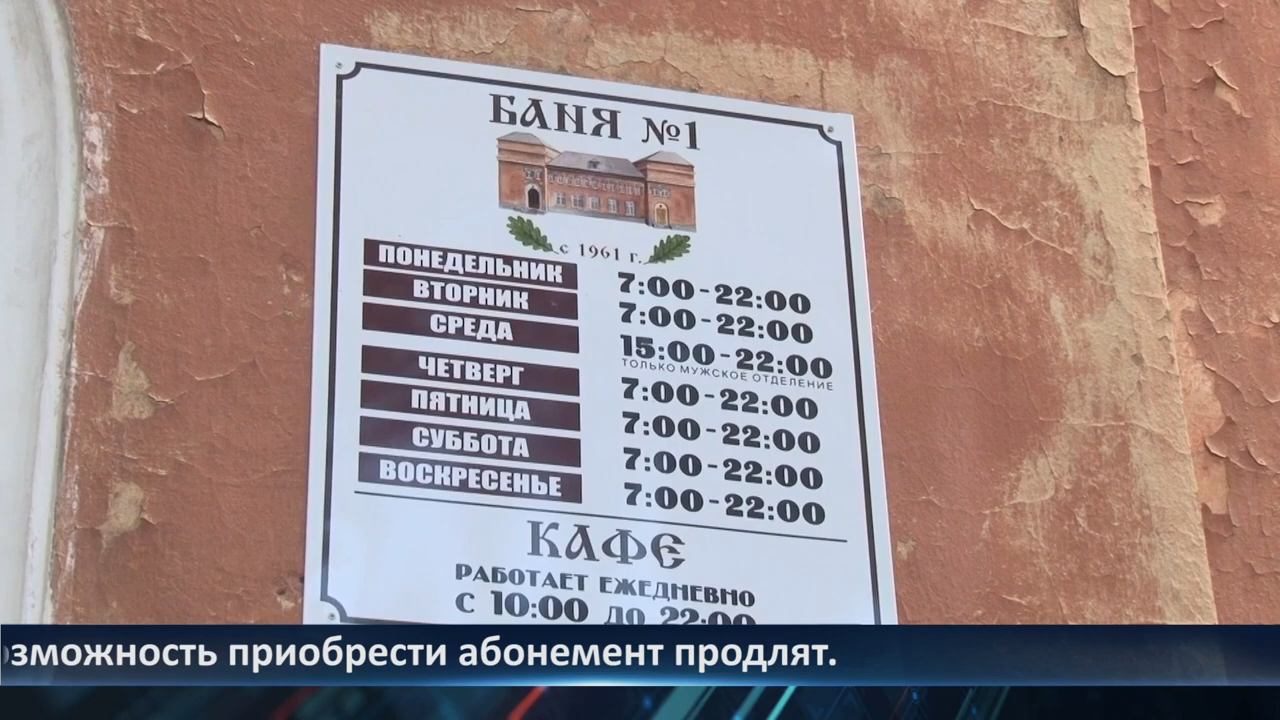 БАНЯ №1
с 1961 г.
ПОНЕДЕЛЬНИК 7:00-22:00
ВТОРНИК 7:00-22:00
СРЕДА 15:00-22:00
ТОЛЬКО МУЖСКОЕ ОТДЕЛЕНИЕ
ЧЕТВЕРГ 7:00-22:00
ПЯТНИЦА 7:00-22:00
СУББОТА 7:00-22:00
ВОСКРЕСЕНЬЕ 7:00-22:00
КАФЕ
РАБОТАЕТ ЕЖЕДНЕВНО
С 10:00 ДО 22:00
озможность приобрести абонемент продлят.